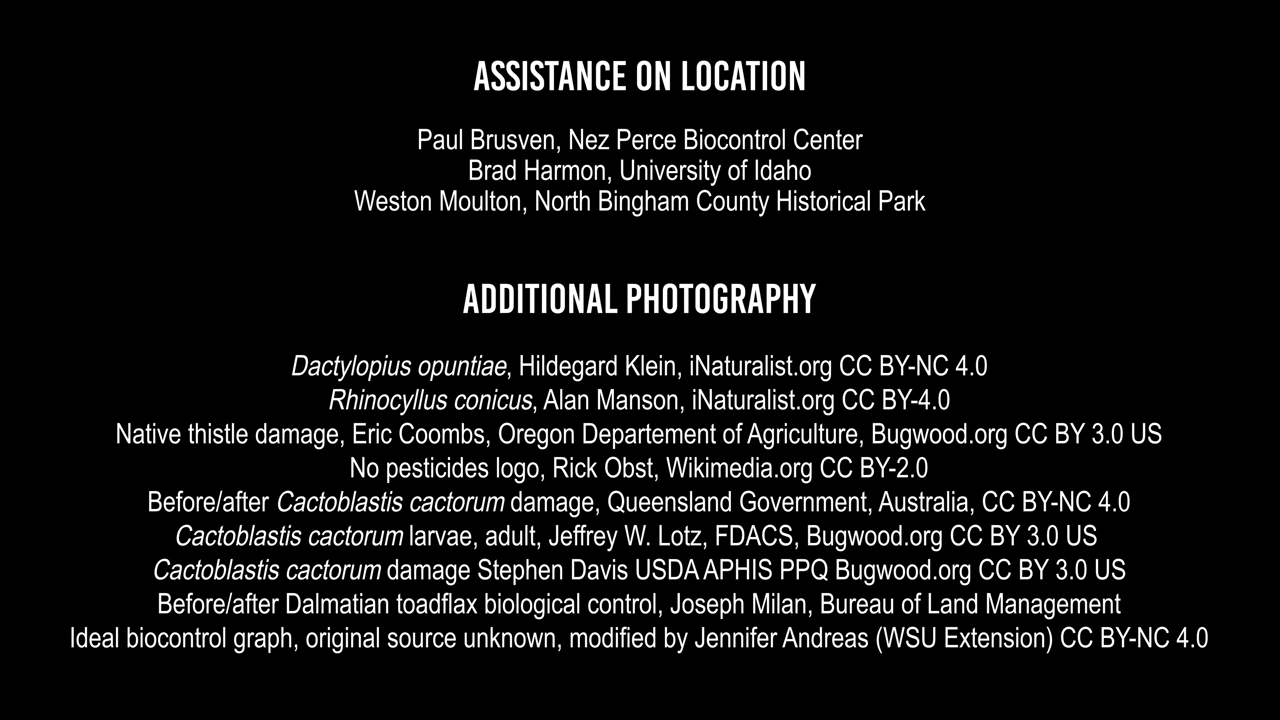 ASSISTANCE ON LOCATION
Paul Brusven, Nez Perce Biocontrol Center
Brad Harmon, University of Idaho
Weston Moulton, North Bingham County Historical Park
ADDITIONAL PHOTOGRAPHY
Dactylopius opuntiae, Hildegard Klein, iNaturalist.org CC BY-NC 4.0
Rhinocyllus conicus, Alan Manson, iNaturalist.org CC BY-4.0
Native thistle damage, Eric Coombs, Oregon Departement of Agriculture, Bugwood.org CC BY 3.0 US
No pesticides logo, Rick Obst, Wikimedia.org CC BY-2.0
Before/after Cactoblastis cactorum damage, Queensland Government, Australia, CC BY-NC 4.0
Cactoblastis cactorum larvae, adult, Jeffrey W. Lotz, FDACS, Bugwood.org CC BY 3.0 US
Cactoblastis cactorum damage Stephen Davis USDA APHIS PPQ Bugwood.org CC BY 3.0 US
Before/after Dalmatian toadflax biological control, Joseph Milan, Bureau of Land Management
Ideal biocontrol graph, original source unknown, modified by Jennifer Andreas (WSU Extension) CC BY-NC 4.0